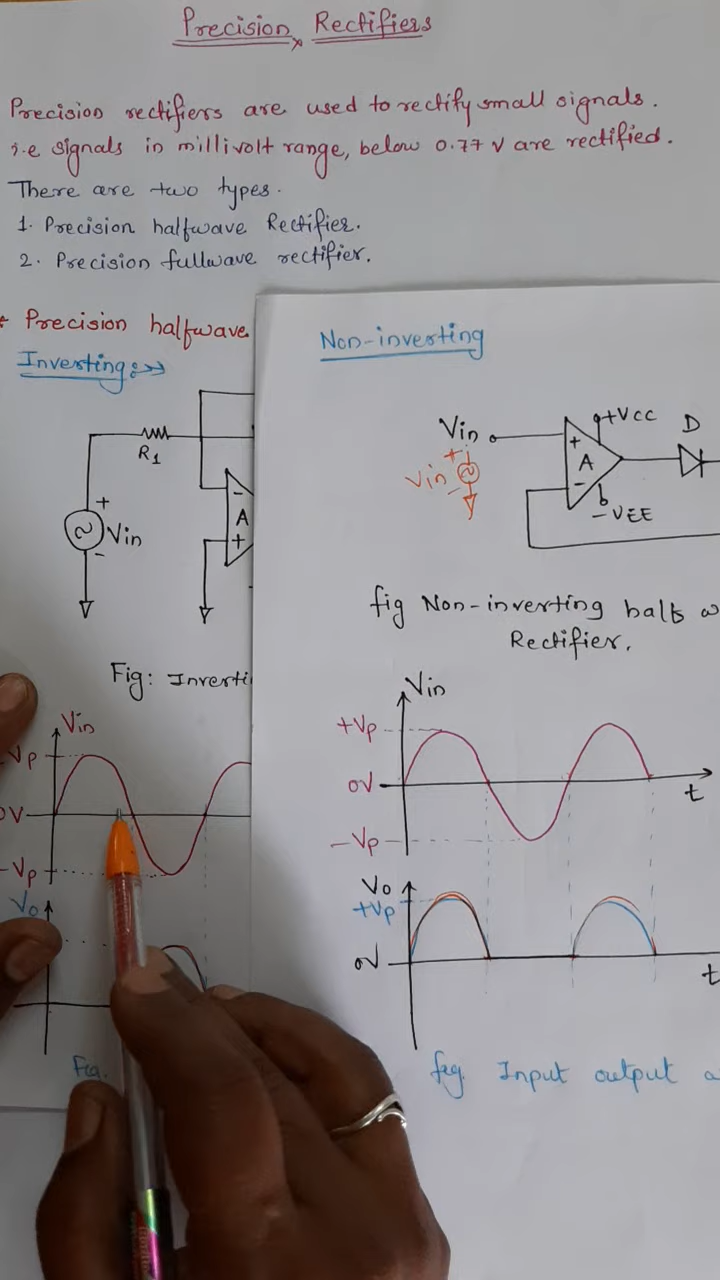 Precision Rectifiers
Precision rectifiers are used to rectify small signals.
i.e signals in millivolt range, below 0.77 V are rectified.
There are two types.
1. Precision halfwave Rectifier.
2. Precision fullwave rectifier.
* Precision halfwave
Inverting:→
R1
+
Vin
-
-
A
+
Fig: Inverti
Vin
Vp
0V
-Vp
Vo
Fig.
Non-inverting
Vin
+
Vin
-
+
A
-
+VCC
-VEE
D
fig Non-inverting half w
Rectifier.
Vin
+Vp
0V
-Vp
t
Vo
+Vp
0V
t
fig. Input output a